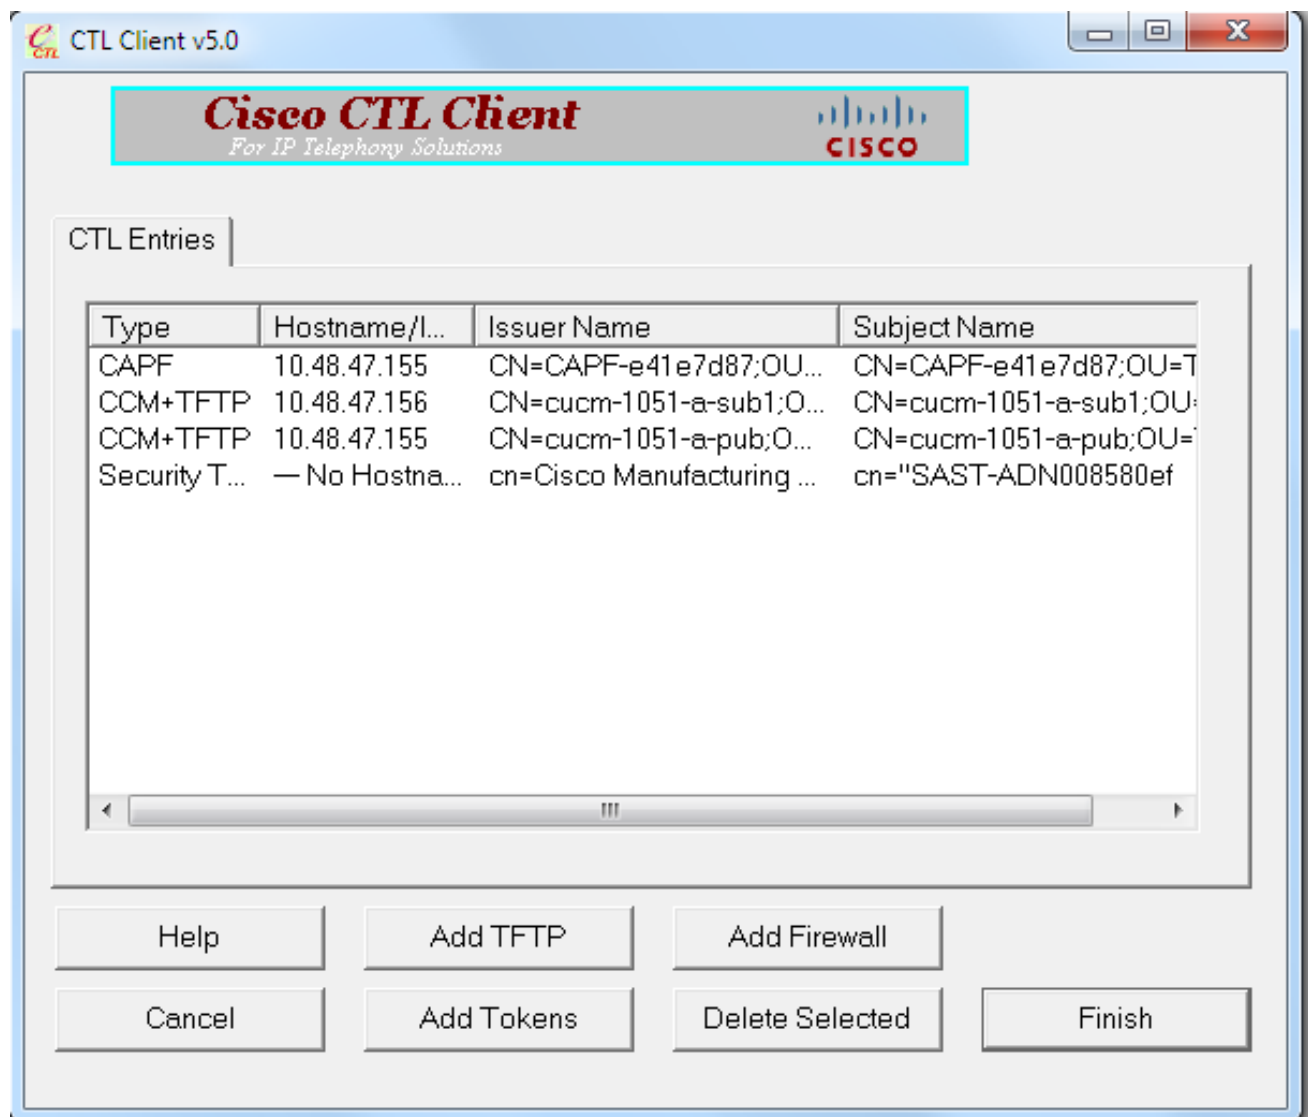 CTL Client v5.0
Cisco CTL Client
For IP Telephony Solutions
CISCO
CTL Entries
Type Hostname/I... Issuer Name Subject Name
CAPF 10.48.47.155 CN=CAPF-e41e7d87;OU... CN=CAPF-e41e7d87;OU=T
CCM+TFTP 10.48.47.156 CN=cucm-1051-a-sub1;O... CN=cucm-1051-a-sub1;OU=
CCM+TFTP 10.48.47.155 CN=cucm-1051-a-pub;O... CN=cucm-1051-a-pub;OU=T
Security T... — No Hostna... cn=Cisco Manufacturing ... cn="SAST-ADN008580ef
Help Add TFTP Add Firewall
Cancel Add Tokens Delete Selected Finish